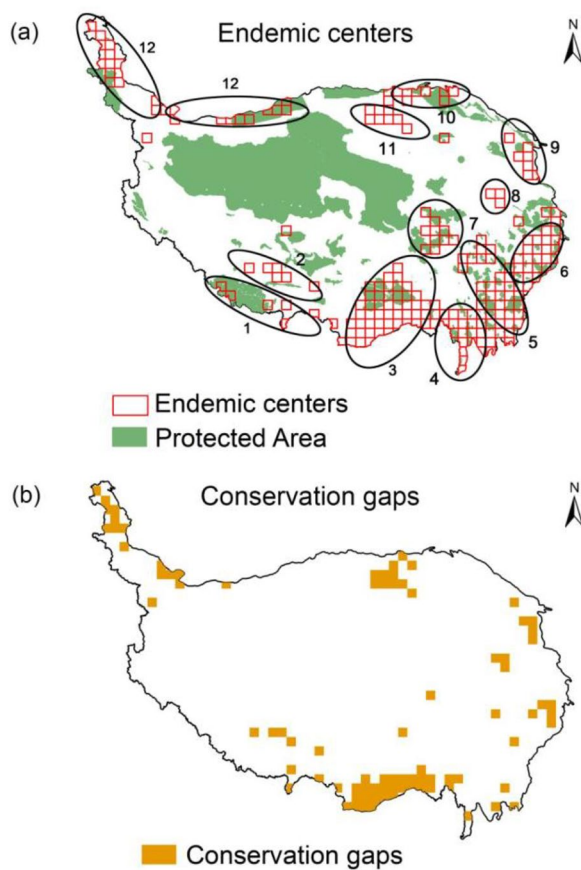 (a)
Endemic centers
N
12
12
10
11
9
8
7
2
6
1
5
3
4
Endemic centers
Protected Area
(b)
Conservation gaps
N
Conservation gaps